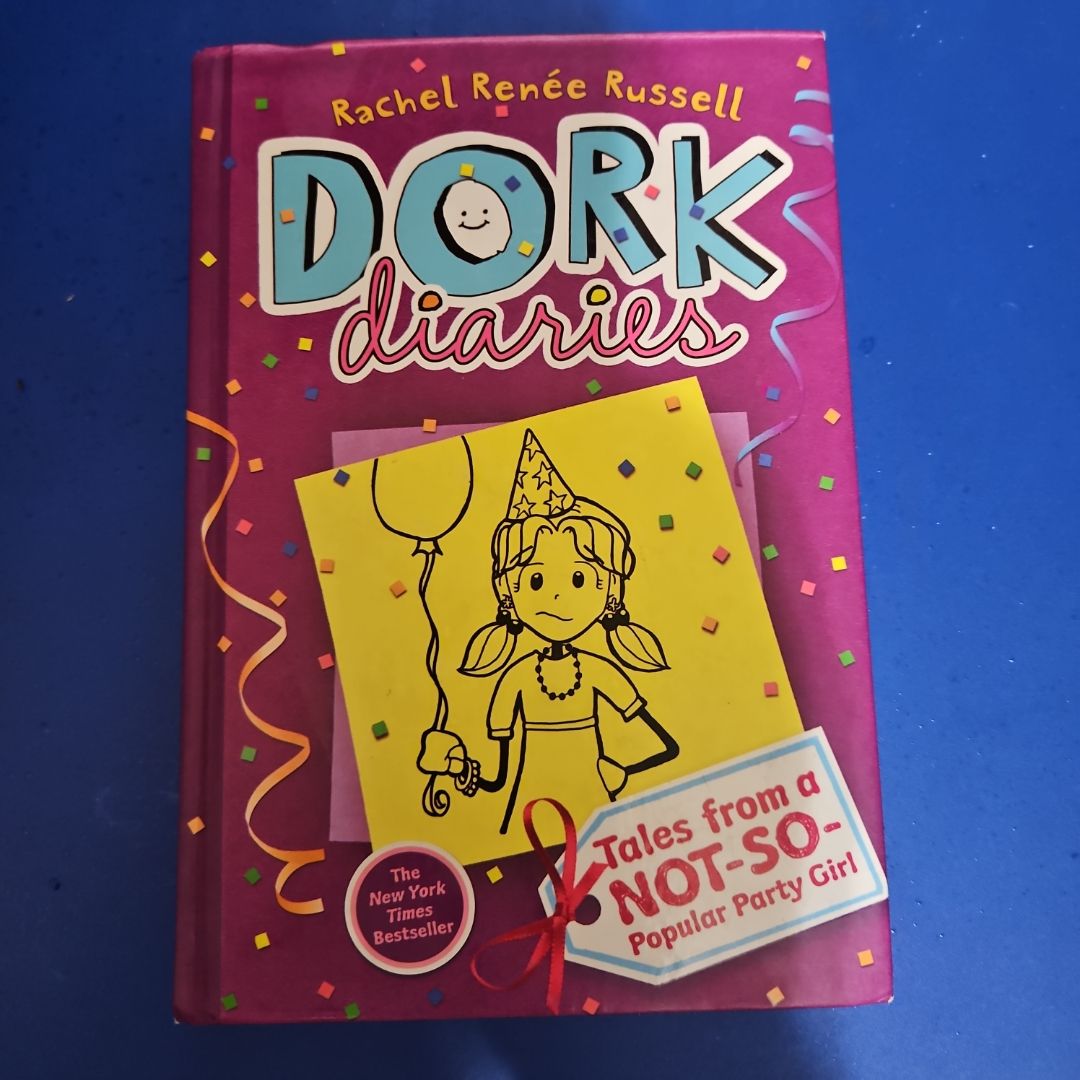 Rachel Renée Russell
DORK
diaries
Tales from a
NOT-SO-
Popular Party Girl
The
New York
Times
Bestseller